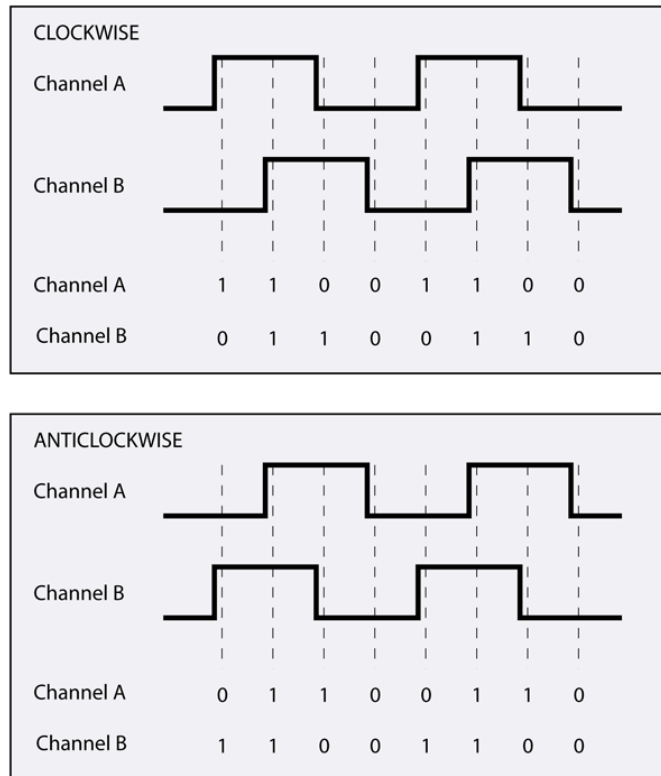 CLOCKWISE
Channel A
Channel B
Channel A 1 1 0 0 1 1 0 0
Channel B 0 1 1 0 0 1 1 0
ANTICLOCKWISE
Channel A
Channel B
Channel A 0 1 1 0 0 1 1 0
Channel B 1 1 0 0 1 1 0 0